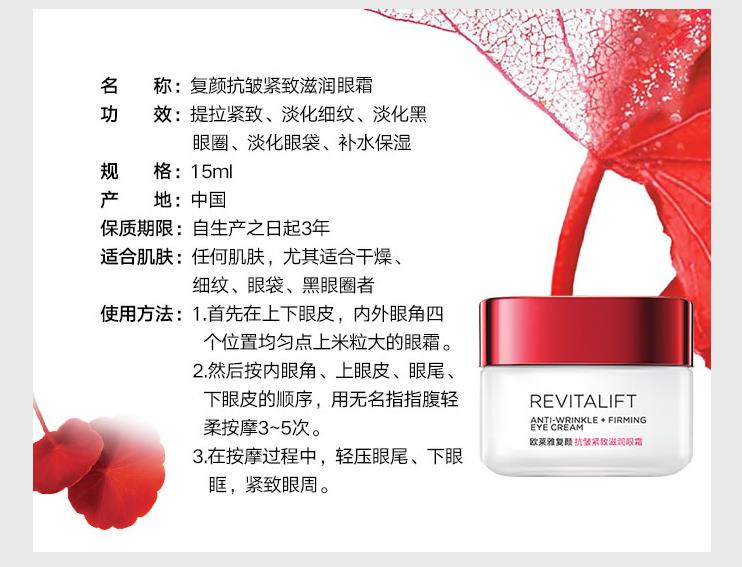 名　　称：复颜抗皱紧致滋润眼霜
功　　效：提拉紧致、淡化细纹、淡化黑
眼圈、淡化眼袋、补水保湿
规　　格：15ml
产　　地：中国
保质期限：自生产之日起3年
适合肌肤：任何肌肤，尤其适合干燥、
细纹、眼袋、黑眼圈者
使用方法：1.首先在上下眼皮，内外眼角四
个位置均匀点上米粒大的眼霜。
2.然后按内眼角、上眼皮、眼尾、
下眼皮的顺序，用无名指指腹轻
柔按摩3~5次。
3.在按摩过程中，轻压眼尾、下眼
眶，紧致眼周。
REVITALIFT
ANTI-WRINKLE + FIRMING
EYE CREAM
欧莱雅复颜 抗皱紧致滋润眼霜